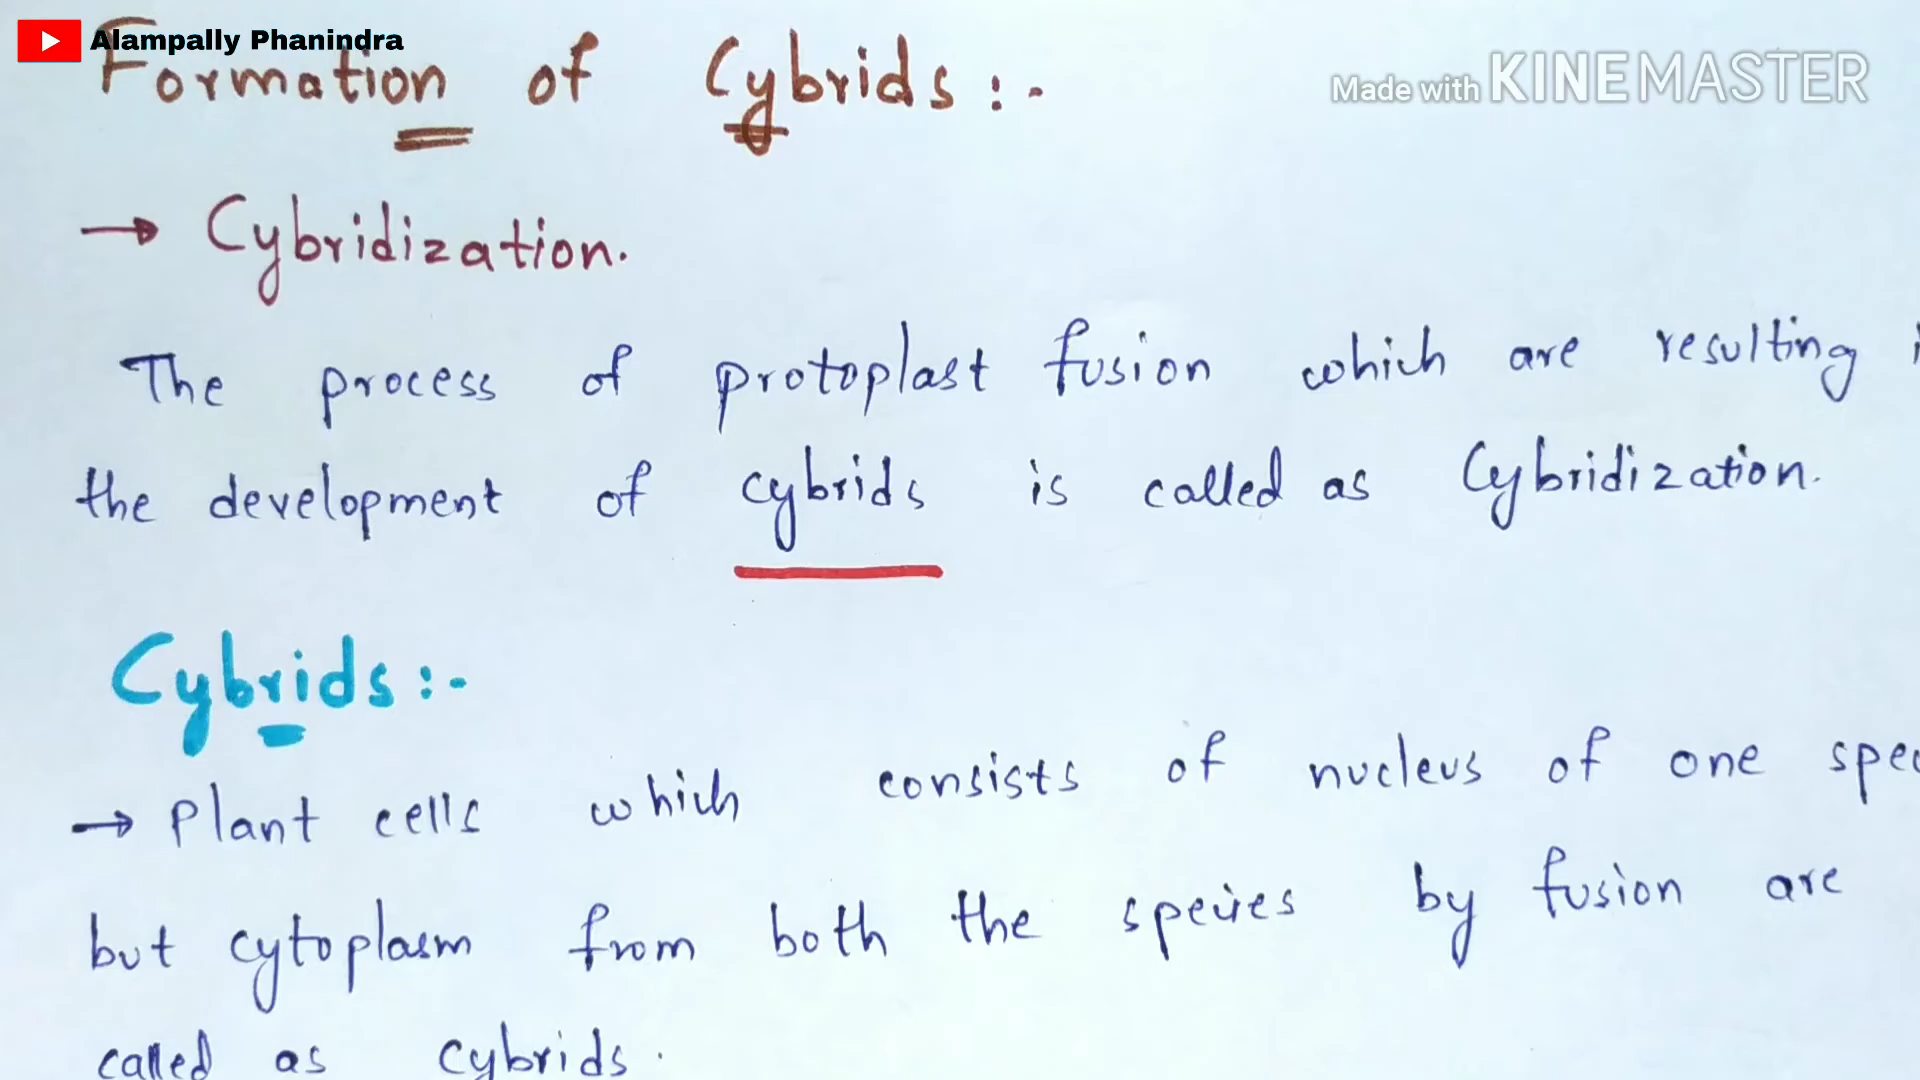 Alampally Phanindra
Formation of Cybrids :-
Made with KINEMASTER
→ Cybridization.
The process of protoplast fusion which are resulting
the development of cybrids is called as Cybridization.
Cybrids :-
→ Plant cells which consists of nucleus of one
but cytoplasm from both the species by fusion are
called as cybrids.